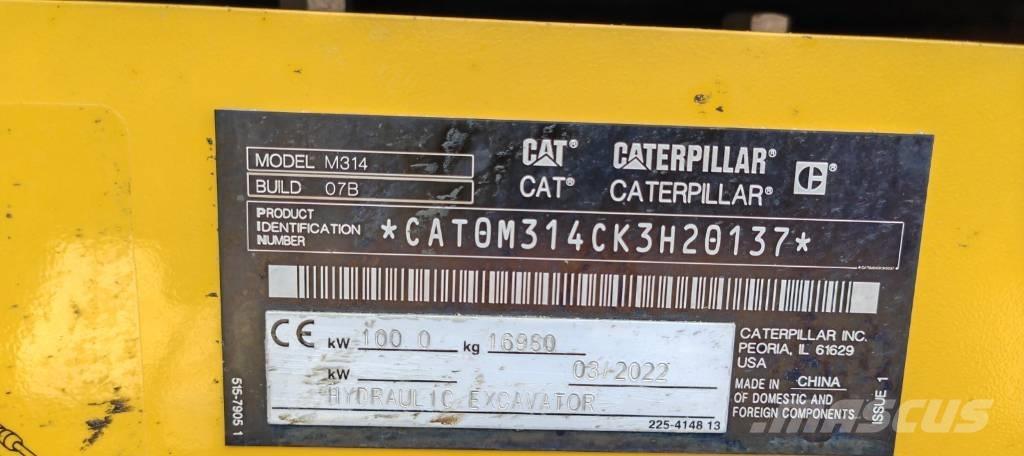 MODEL M314
BUILD 07B
CAT® CATERPILLAR®
CAT® CATERPILLAR®
PRODUCT
IDENTIFICATION
NUMBER
*CAT0M314CK3H20137*
CE kW 100 0 kg 16980
kW 03/2022
HYDRAULIC EXCAVATOR
225-4148 13
CATERPILLAR INC.
PEORIA, IL 61629
USA
MADE IN CHINA
OF DOMESTIC AND
FOREIGN COMPONENTS.
ISSUE 1
515-7905 1
MASCUS